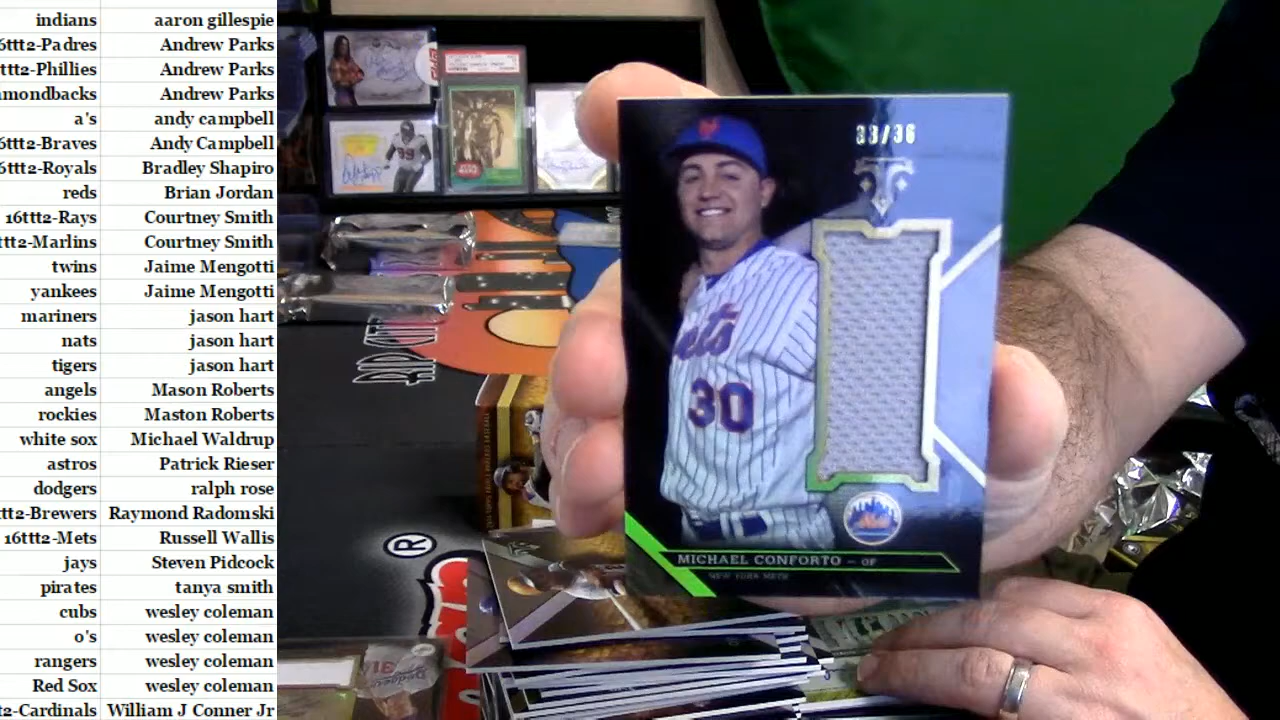 indians aaron gillespie
6ttt2-Padres Andrew Parks
ttt2-Phillies Andrew Parks
amondbacks Andrew Parks
a's andy campbell
6ttt2-Braves Andy Campbell
6ttt2-Royals Bradley Shapiro
reds Brian Jordan
16ttt2-Rays Courtney Smith
ttt2-Marlins Courtney Smith
twins Jaime Mengotti
yankees Jaime Mengotti
mariners jason hart
nats jason hart
tigers jason hart
angels Mason Roberts
rockies Maston Roberts
white sox Michael Waldrup
astros Patrick Rieser
dodgers ralph rose
tt2-Brewers Raymond Radomski
16ttt2-Mets Russell Wallis
jays Steven Pidcock
pirates tanya smith
cubs wesley coleman
o's wesley coleman
rangers wesley coleman
Red Sox wesley coleman
t2-Cardinals William J Conner Jr
33/36
Mets
30
MICHAEL CONFORTO – OF
NEW YORK METS
RIP CITY
®